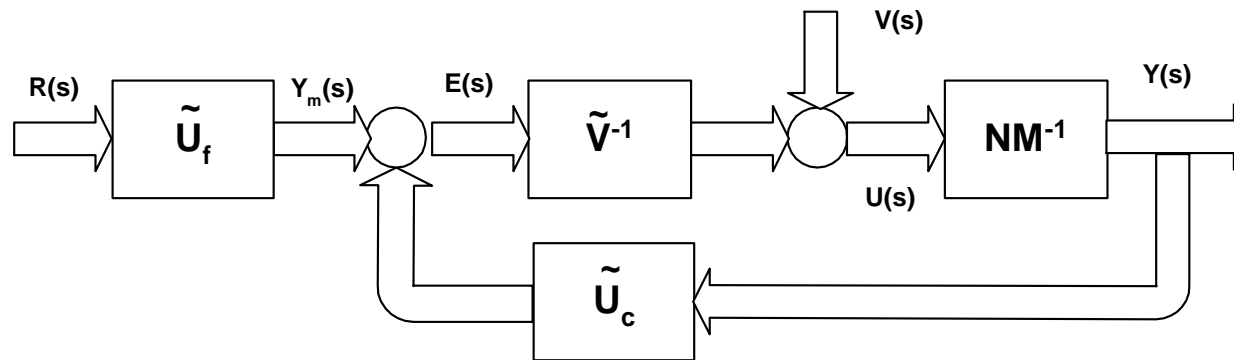 V(s)
R(s)
Y_m(s)
E(s)
Y(s)
Ũ_f
Ṽ⁻¹
NM⁻¹
U(s)
Ũ_c